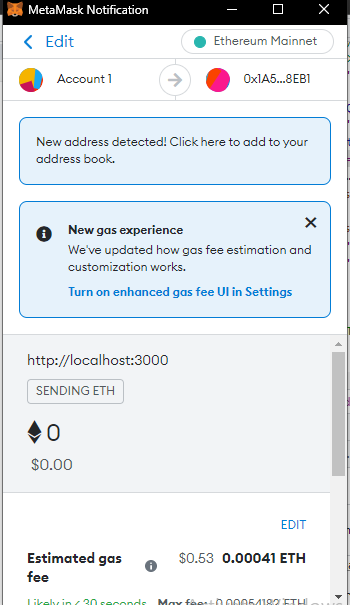 MetaMask Notification
Edit
Ethereum Mainnet
Account 1
0x1A5...8EB1
New address detected! Click here to add to your
address book.
New gas experience
We've updated how gas fee estimation and
customization works.
Turn on enhanced gas fee UI in Settings
http://localhost:3000
SENDING ETH
0
$0.00
EDIT
Estimated gas
fee
$0.53 0.00041 ETH
Likely in < 30 seconds Max fee: 0.00054182 ETH